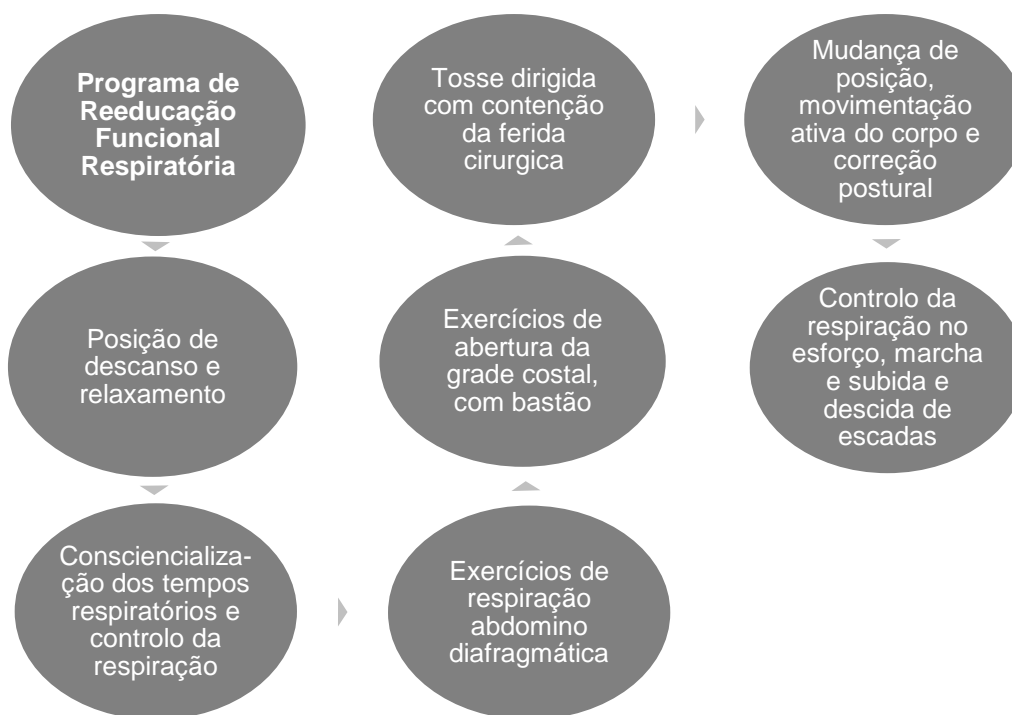 Programa de
Reeducação
Funcional
Respiratória
Posição de
descanso e
relaxamento
Consciencializa-
ção dos tempos
respiratórios e
controlo da
respiração
Exercícios de
respiração
abdomino
diafragmática
Exercícios de
abertura da
grade costal,
com bastão
Tosse dirigida
com contenção
da ferida
cirurgica
Mudança de
posição,
movimentação
ativa do corpo e
correção
postural
Controlo da
respiração no
esforço, marcha
e subida e
descida de
escadas